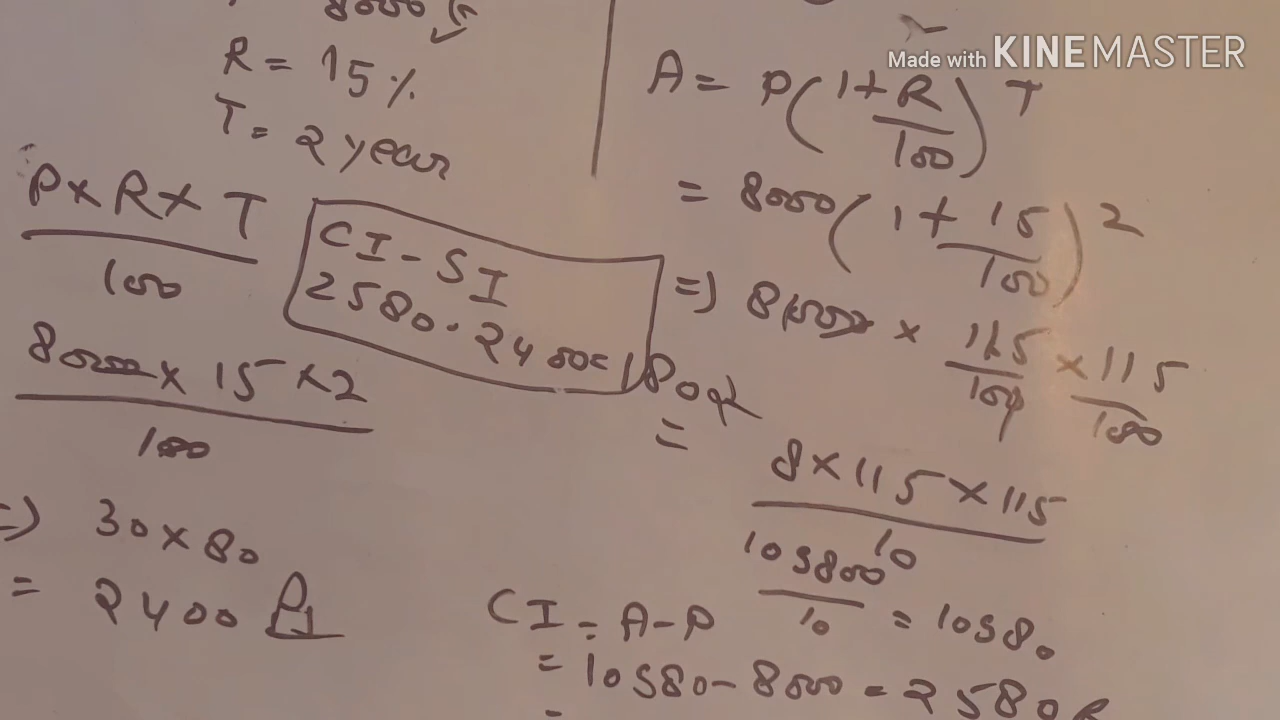 8000 ₹
R = 15%
T = 2 year
P×R×T
100
8000 × 15 × 2
100
=) 30 × 80
= 2400
CI - SI
2580 - 2400 = 180
Made with KINEMASTER
A = P(1+R/100)T
= 8000(1+15/100)2
=) 8000 × 115/100 × 115/100
=
8×115×115
10
105800
10
= 10580
CI = A-P
= 10580 - 8000 = 2580
=